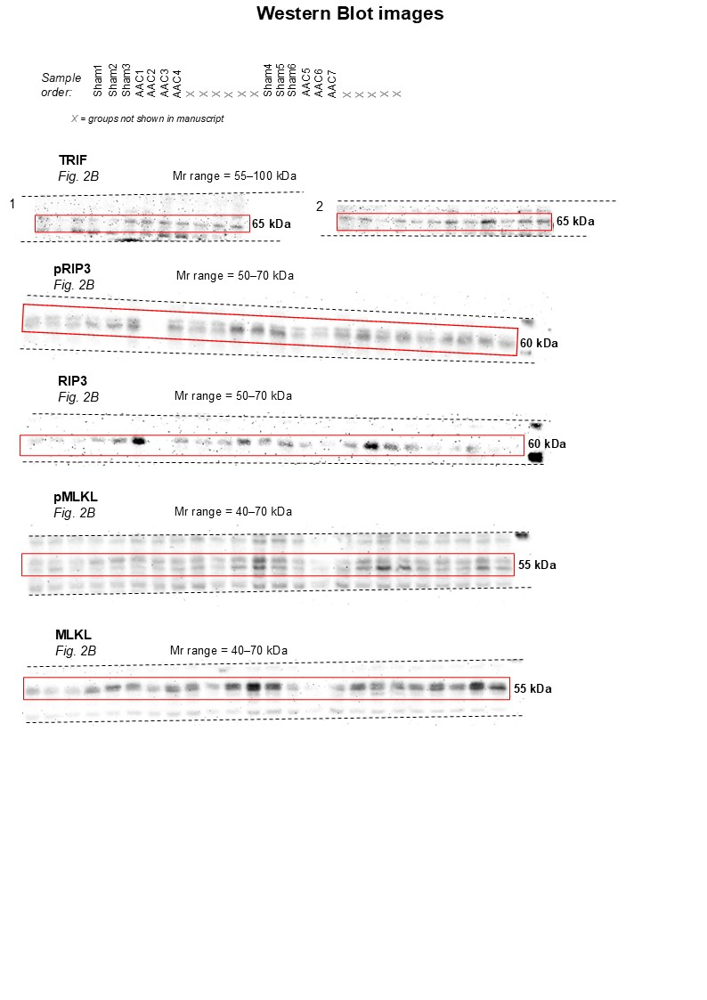 Western Blot images
Sample order: Sham1 Sham2 Sham3 AAC1 AAC2 AAC3 AAC4 X X X X X X Sham4 Sham5 Sham6 AAC5 AAC6 AAC7 X X X X X
X = groups not shown in manuscript
TRIF
Fig. 2B Mr range = 55–100 kDa
1 65 kDa 2 65 kDa
pRIP3
Fig. 2B Mr range = 50–70 kDa
60 kDa
RIP3
Fig. 2B Mr range = 50–70 kDa
60 kDa
pMLKL
Fig. 2B Mr range = 40–70 kDa
55 kDa
MLKL
Fig. 2B Mr range = 40–70 kDa
55 kDa